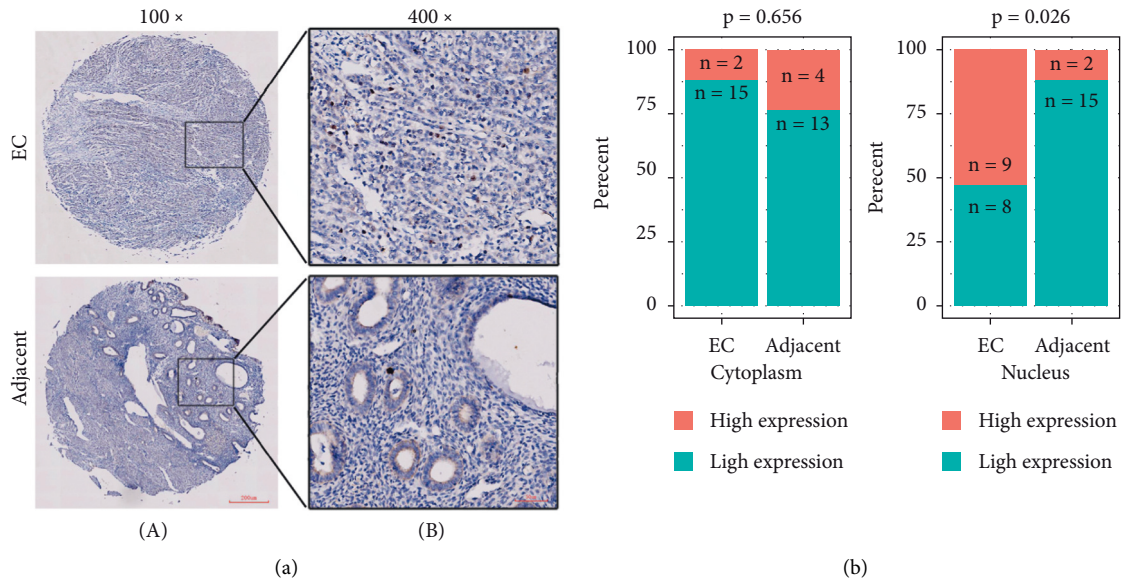 100 ×
400 ×
EC
Adjacent
200um
(A)
(B)
(a)
p = 0.656
Perecent
100
75
50
25
0
n = 2
n = 15
n = 4
n = 13
EC
Adjacent
Cytoplasm
High expression
Ligh expression
p = 0.026
Perecent
100
75
50
25
0
n = 9
n = 8
n = 2
n = 15
EC
Adjacent
Nucleus
High expression
Ligh expression
(b)